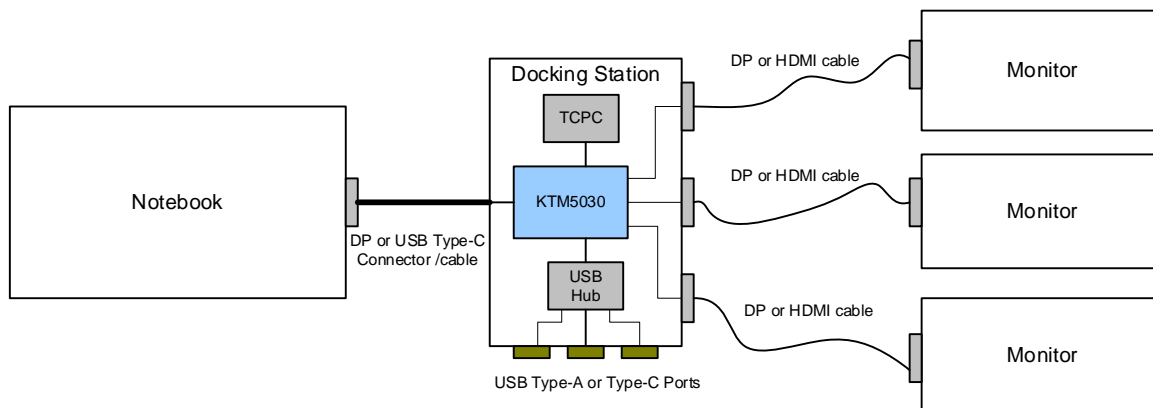 Notebook
DP or USB Type-C
Connector /cable
Docking Station
TCPC
KTM5030
USB
Hub
USB Type-A or Type-C Ports
DP or HDMI cable
Monitor
DP or HDMI cable
Monitor
DP or HDMI cable
Monitor